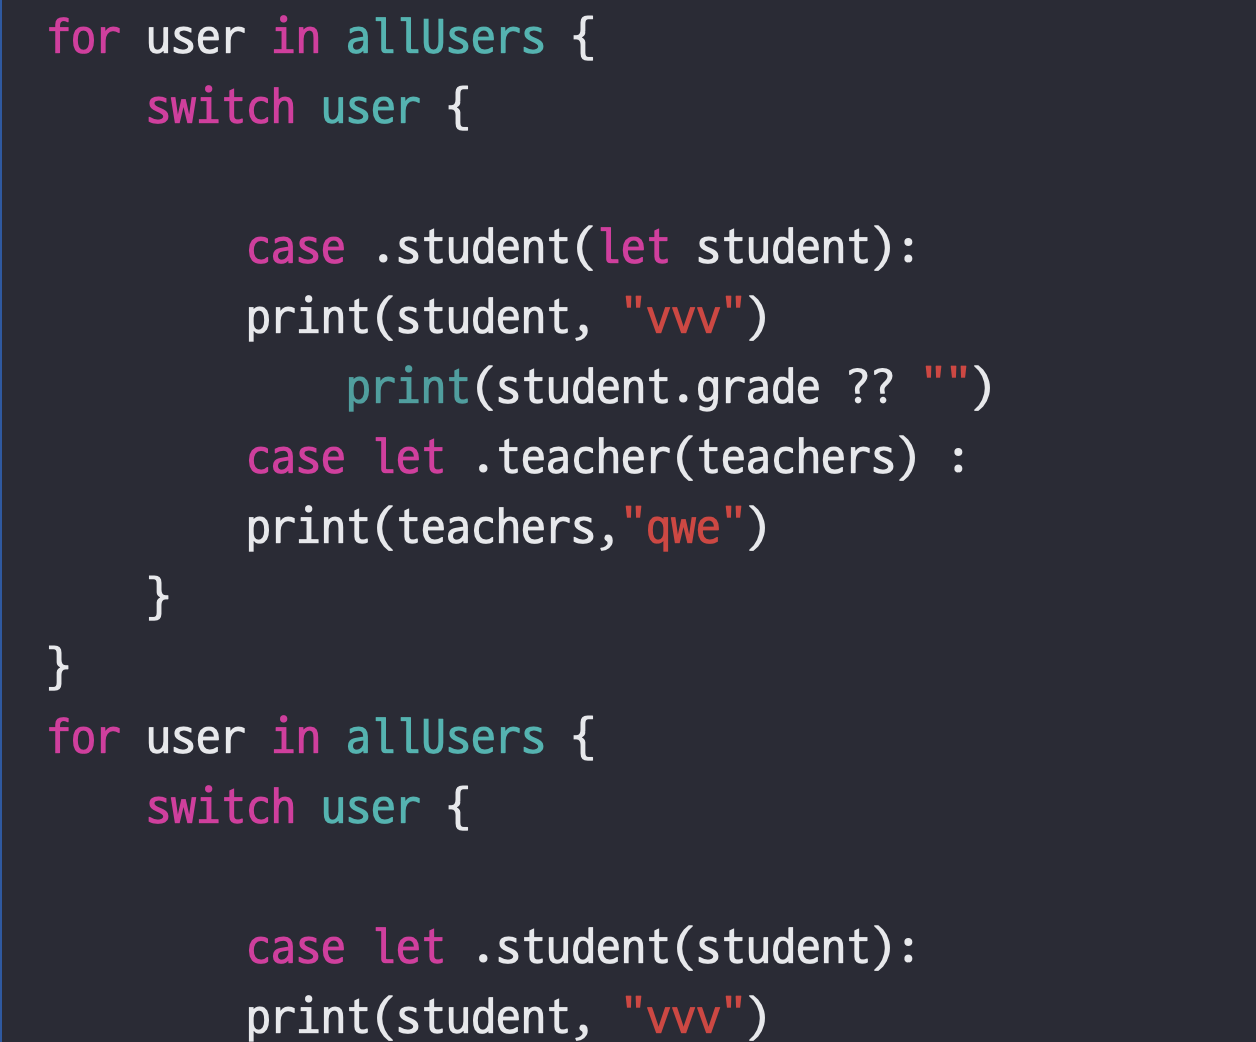 for user in allUsers {
switch user {
case .student(let student):
print(student, "vvv")
print(student.grade ?? "")
case let .teacher(teachers) :
print(teachers,"qwe")
}
}
for user in allUsers {
switch user {
case let .student(student):
print(student, "vvv")